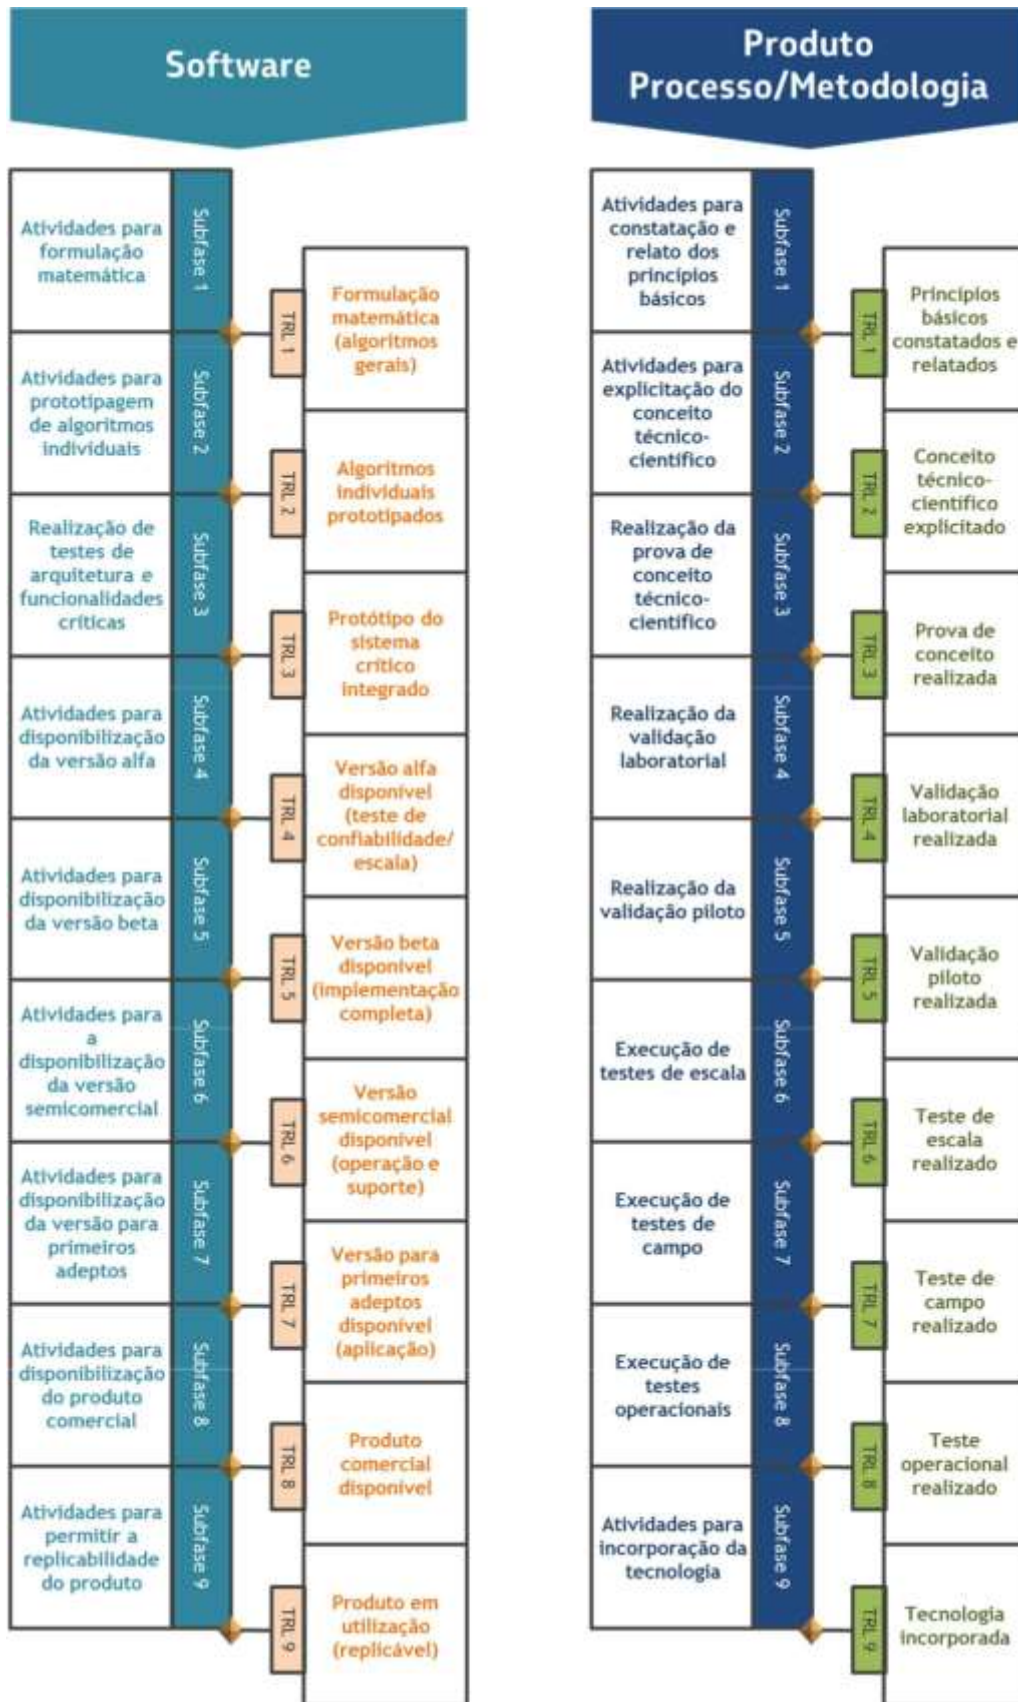 Software
Atividades para
formulação
matemática
Subfase 1
TRL 1
Formulação
matemática
(algoritmos
gerais)
Atividades para
prototipagem
de algoritmos
individuais
Subfase 2
TRL 2
Algoritmos
individuais
prototipados
Realização de
testes de
arquitetura e
funcionalidades
críticas
Subfase 3
TRL 3
Protótipo do
sistema
crítico
integrado
Atividades para
disponibilização
da versão alfa
Subfase 4
TRL 4
Versão alfa
disponível
(teste de
confiabilidade/
escala)
Atividades para
disponibilização
da versão beta
Subfase 5
TRL 5
Versão beta
disponível
(implementação
completa)
Atividades para
a
disponibilização
da versão
semicomercial
Subfase 6
TRL 6
Versão
semicomercial
disponível
(operação e
suporte)
Atividades para
disponibilização
da versão para
primeiros
adeptos
Subfase 7
TRL 7
Versão para
primeiros
adeptos
disponível
(aplicação)
Atividades para
disponibilização
do produto
comercial
Subfase 8
TRL 8
Produto
comercial
disponível
Atividades para
permitir a
replicabilidade
do produto
Subfase 9
TRL 9
Produto em
utilização
(replicável)
Produto
Processo/Metodologia
Atividades para
constatação e
relato dos
princípios
básicos
Subfase 1
TRL 1
Princípios
básicos
constatados e
relatados
Atividades para
explicitação do
conceito
técnico-
científico
Subfase 2
TRL 2
Conceito
técnico-
científico
explicitado
Realização da
prova de
conceito
técnico-
científico
Subfase 3
TRL 3
Prova de
conceito
realizada
Realização da
validação
laboratorial
Subfase 4
TRL 4
Validação
laboratorial
realizada
Realização da
validação piloto
Subfase 5
TRL 5
Validação
piloto
realizada
Execução de
testes de escala
Subfase 6
TRL 6
Teste de
escala
realizado
Execução de
testes de
campo
Subfase 7
TRL 7
Teste de
campo
realizado
Execução de
testes
operacionais
Subfase 8
TRL 8
Teste
operacional
realizado
Atividades para
incorporação da
tecnologia
Subfase 9
TRL 9
Tecnologia
incorporada